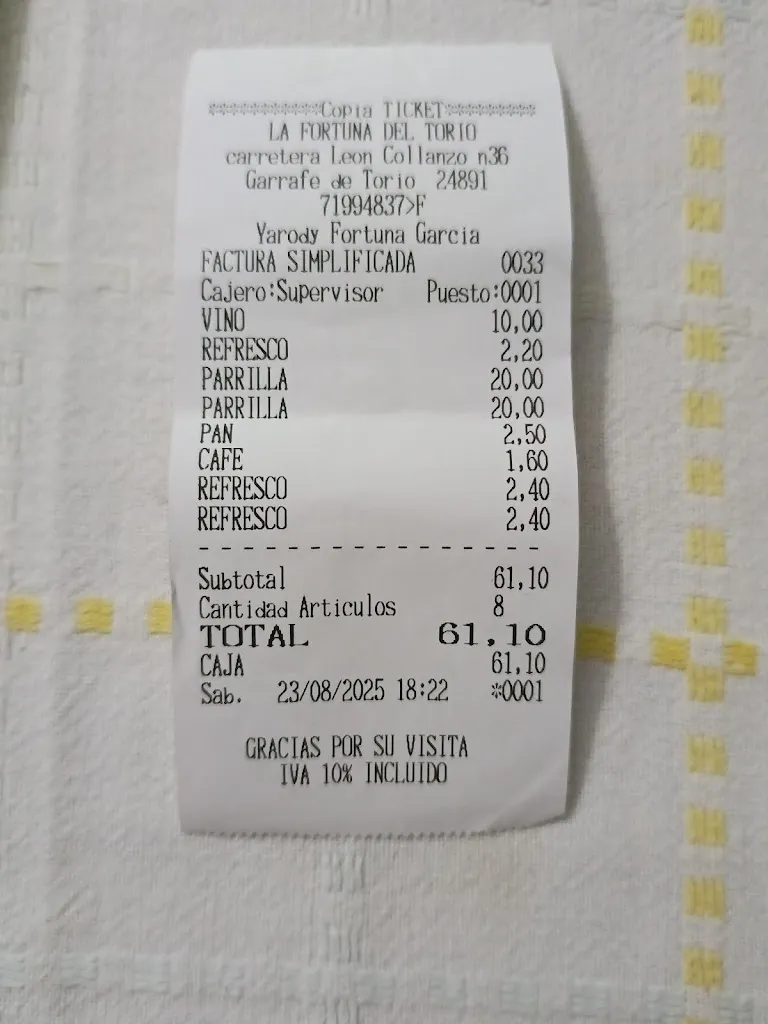 ***********Copia TICKET**********
LA FORTUNA DEL TORIO
carretera Leon Collanzo n36
Garrafe de Torio 24891
71994837>F
Yarody Fortuna Garcia
FACTURA SIMPLIFICADA 0033
Cajero:Supervisor Puesto:0001
VINO 10,00
REFRESCO 2,20
PARRILLA 20,00
PARRILLA 20,00
PAN 2,50
CAFE 1,60
REFRESCO 2,40
REFRESCO 2,40
- - - - - - - - - - - - - - - - -
Subtotal 61,10
Cantidad Articulos 8
TOTAL 61,10
CAJA 61,10
Sab. 23/08/2025 18:22 *0001
GRACIAS POR SU VISITA
IVA 10% INCLUIDO